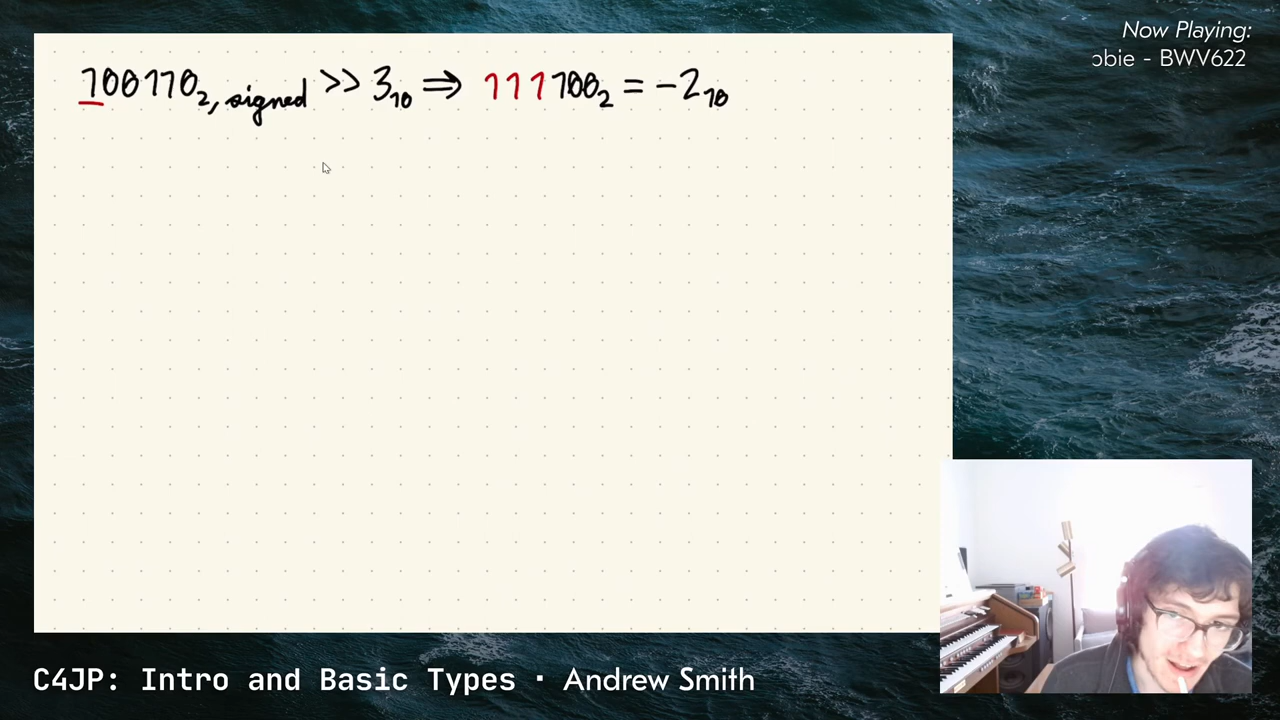 Now Playing:
obie - BWV622
100110₂, signed >> 3₁₀ ⇒ 111100₂ = -2₁₀
C4JP: Intro and Basic Types · Andrew Smith